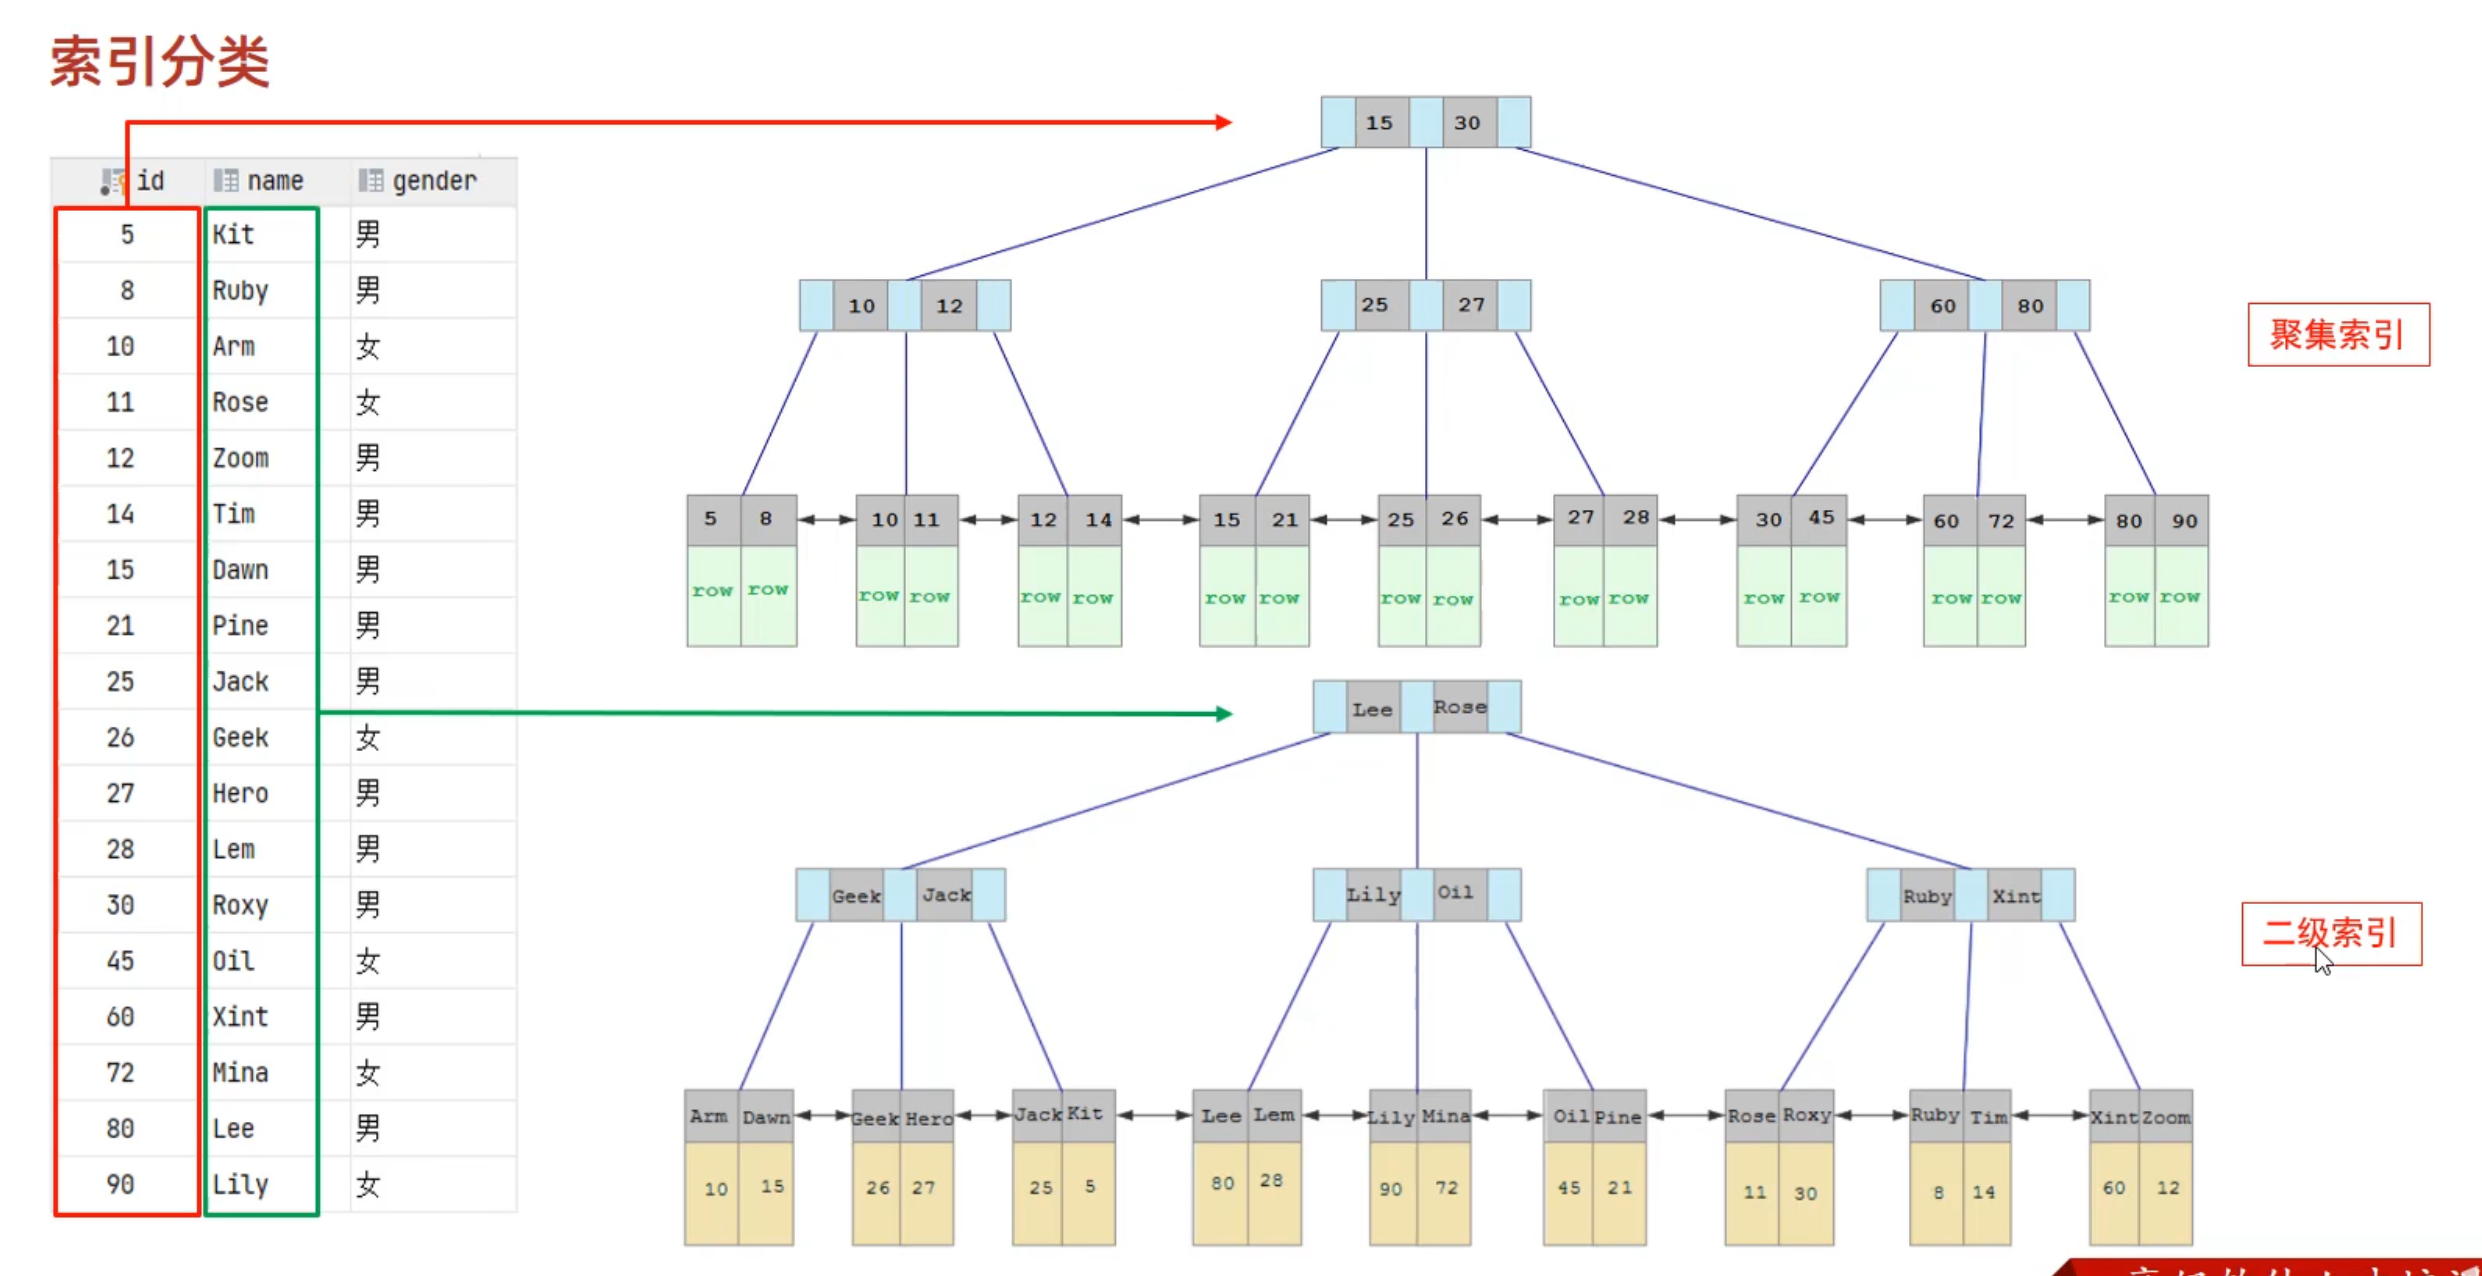 索引分类
id name gender
5 Kit 男
8 Ruby 男
10 Arm 女
11 Rose 女
12 Zoom 男
14 Tim 男
15 Dawn 男
21 Pine 男
25 Jack 男
26 Geek 女
27 Hero 男
28 Lem 男
30 Roxy 男
45 Oil 女
60 Xint 男
72 Mina 女
80 Lee 男
90 Lily 女
15 30
10 12 25 27 60 80
聚集索引
5 8 10 11 12 14 15 21 25 26 27 28 30 45 60 72 80 90
row row row row row row row row row row row row row row row row row row
Lee Rose
Geek Jack Lily Oil Ruby Xint
二级索引
Arm Dawn Geek Hero Jack Kit Lee Lem Lily Mina Oil Pine Rose Roxy Ruby Tim Xint Zoom
10 15 26 27 25 5 80 28 90 72 45 21 11 30 8 14 60 12